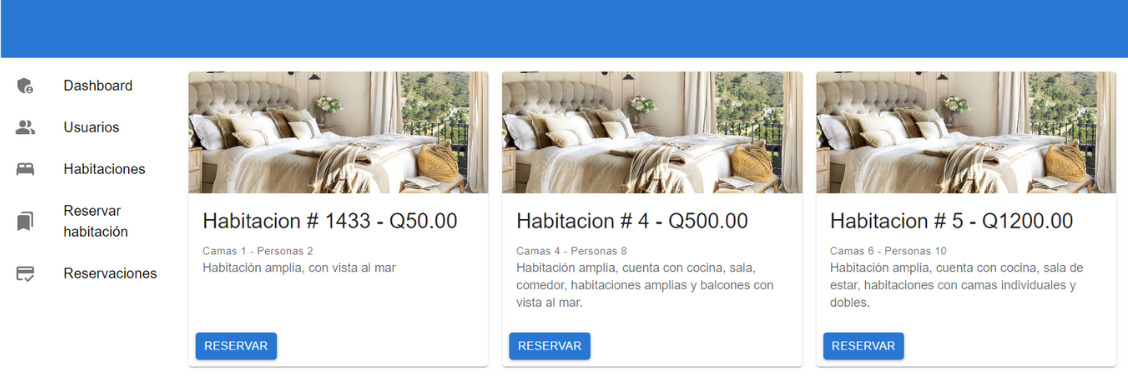 Dashboard
Usuarios
Habitaciones
Reservar
habitación
Reservaciones
Habitacion # 1433 - Q50.00
Camas 1 - Personas 2
Habitación amplia, con vista al mar
RESERVAR
Habitacion # 4 - Q500.00
Camas 4 - Personas 8
Habitación amplia, cuenta con cocina, sala,
comedor, habitaciones amplias y balcones con
vista al mar.
RESERVAR
Habitacion # 5 - Q1200.00
Camas 6 - Personas 10
Habitación amplia, cuenta con cocina, sala de
estar, habitaciones con camas individuales y
dobles.
RESERVAR